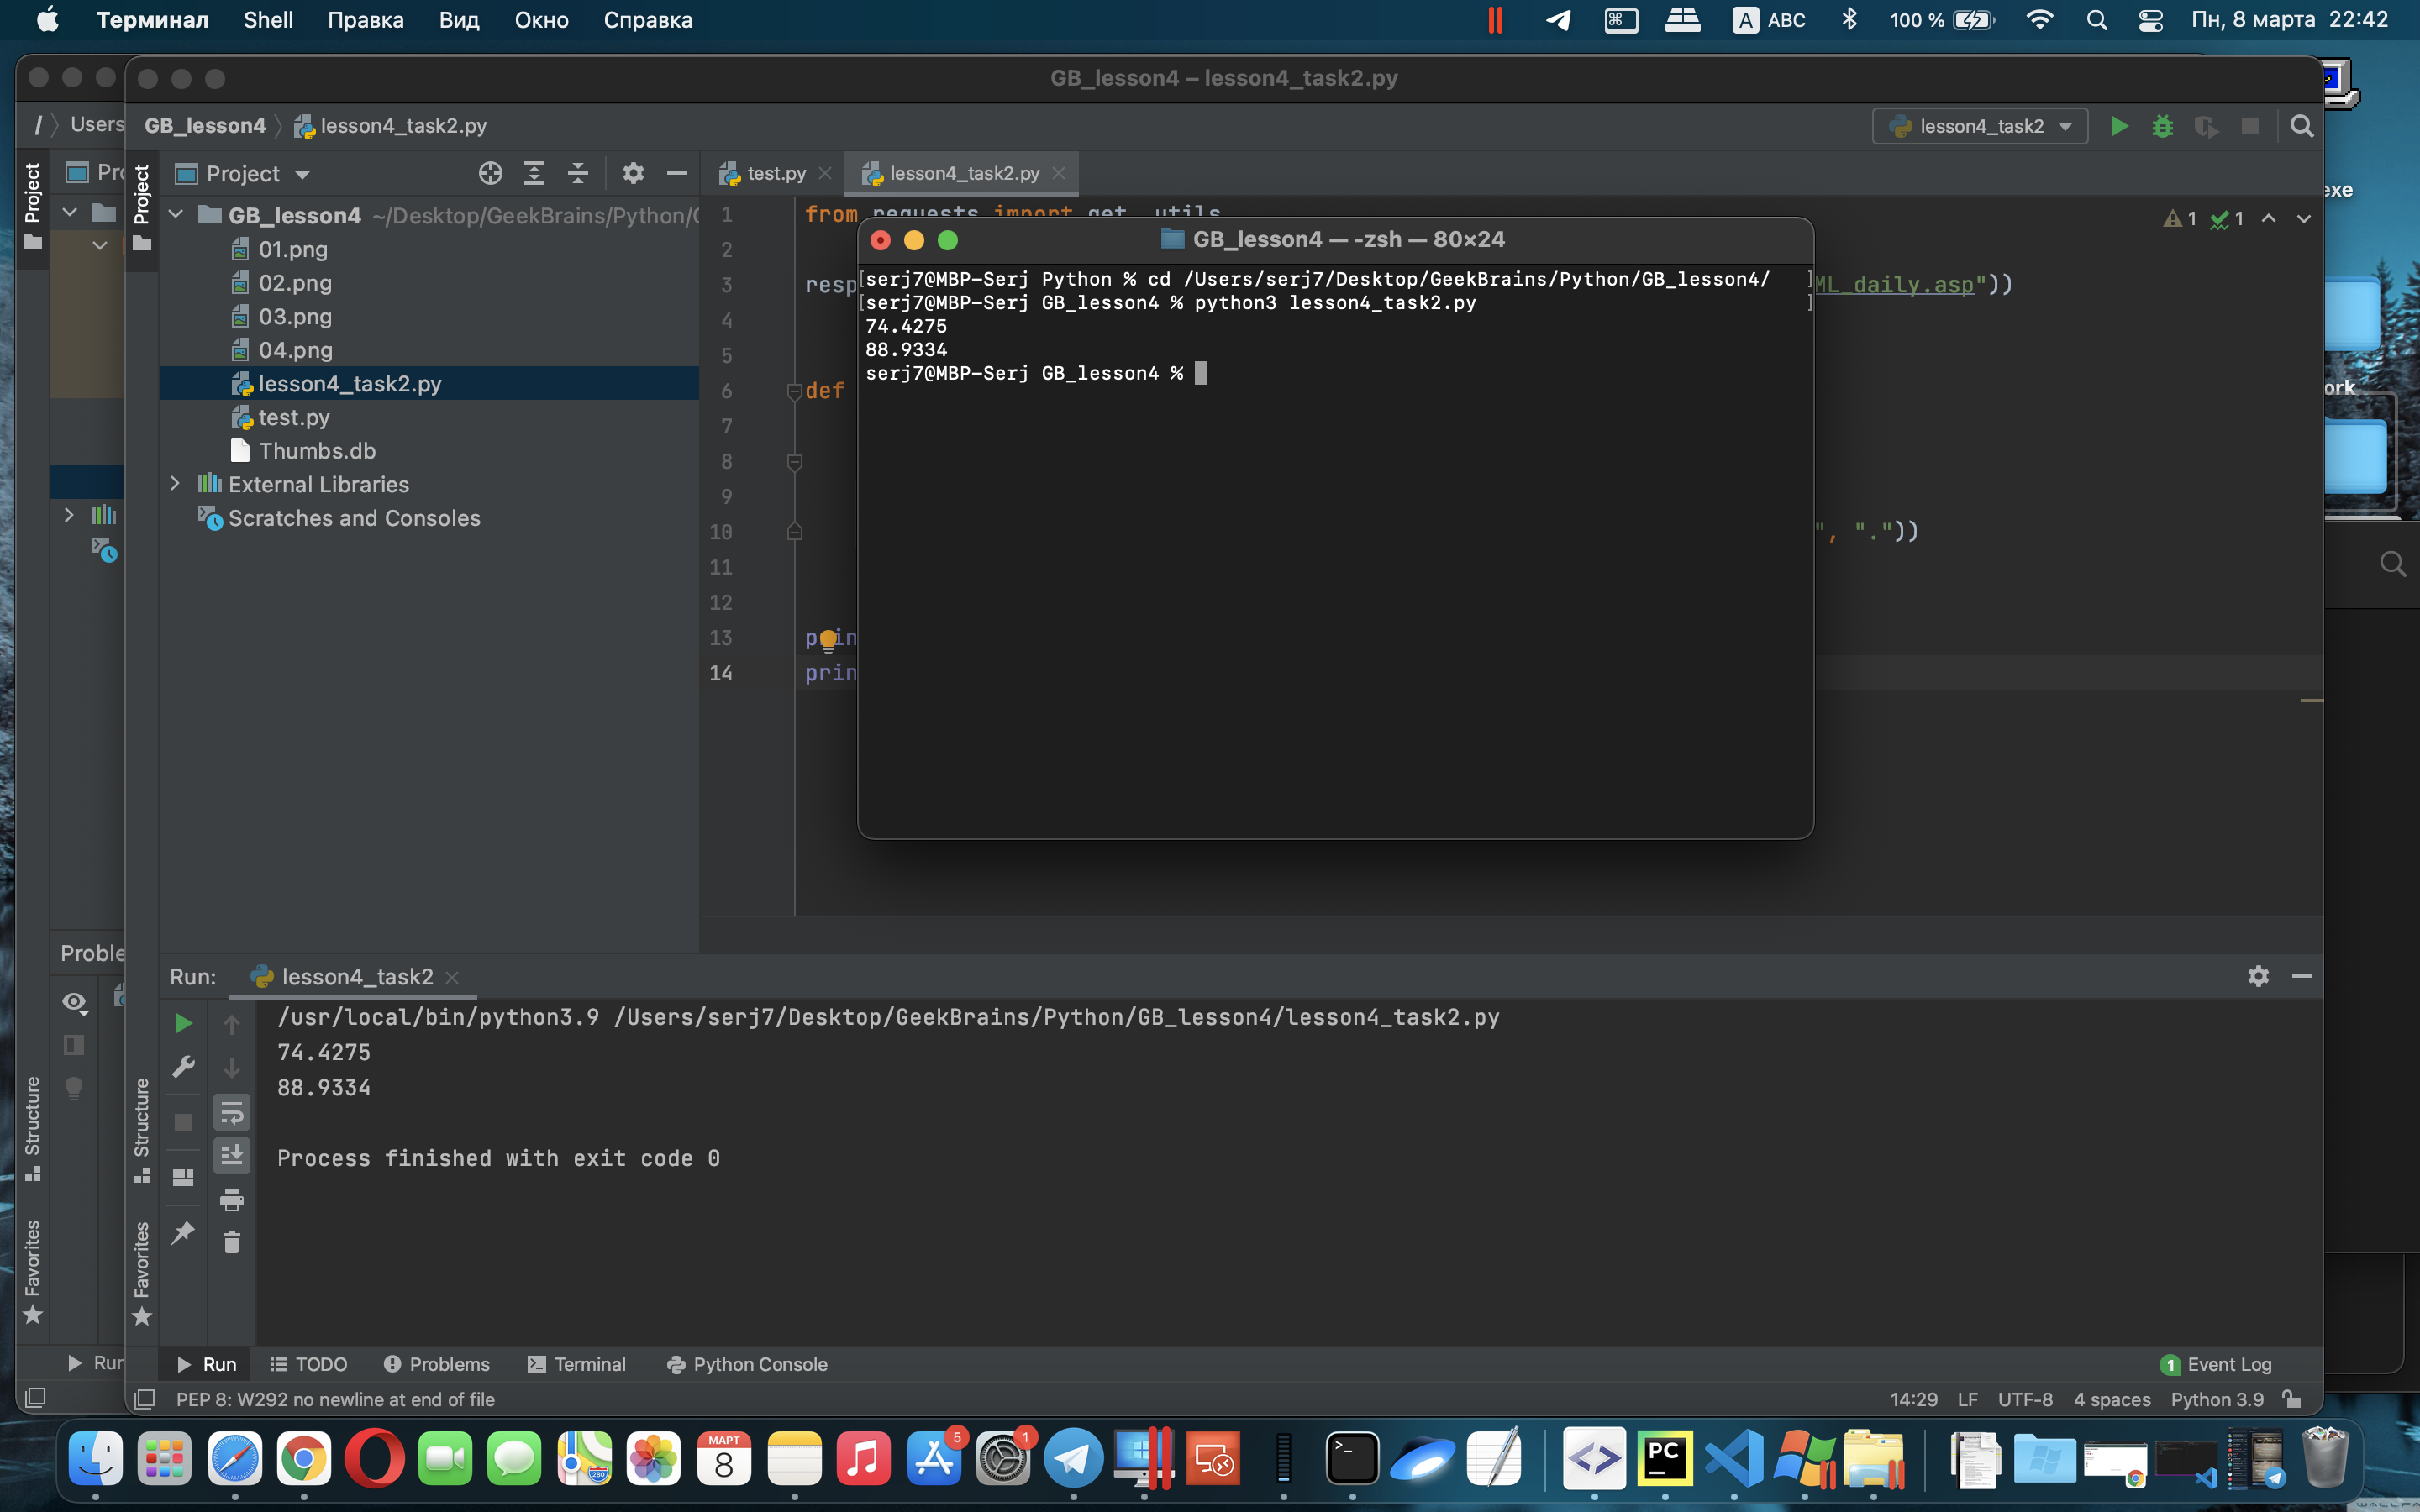 Терминал Shell Правка Вид Окно Справка ABC 100 % Пн, 8 марта 22:42
GB_lesson4 – lesson4_task2.py
/ Users GB_lesson4 lesson4_task2.py lesson4_task2
Project Project Project test.py lesson4_task2.py
GB_lesson4 ~/Desktop/GeekBrains/Python/
01.png
02.png
03.png
04.png
lesson4_task2.py
test.py
Thumbs.db
External Libraries
Scratches and Consoles
1 from requests import get, utils
2
3 resp ML_daily.asp"))
4
5
6 def
7
8
9
10 ", "."))
11
12
13
14 prin
1 1
GB_lesson4 — -zsh — 80×24
serj7@MBP-Serj Python % cd /Users/serj7/Desktop/GeekBrains/Python/GB_lesson4/
serj7@MBP-Serj GB_lesson4 % python3 lesson4_task2.py
74.4275
88.9334
serj7@MBP-Serj GB_lesson4 %
Run: lesson4_task2
/usr/local/bin/python3.9 /Users/serj7/Desktop/GeekBrains/Python/GB_lesson4/lesson4_task2.py
74.4275
88.9334
Process finished with exit code 0
Structure Structure
Favorites Favorites
Run TODO Problems Terminal Python Console 1 Event Log
PEP 8: W292 no newline at end of file 14:29 LF UTF-8 4 spaces Python 3.9
МАРТ
8
5
1
280
PC